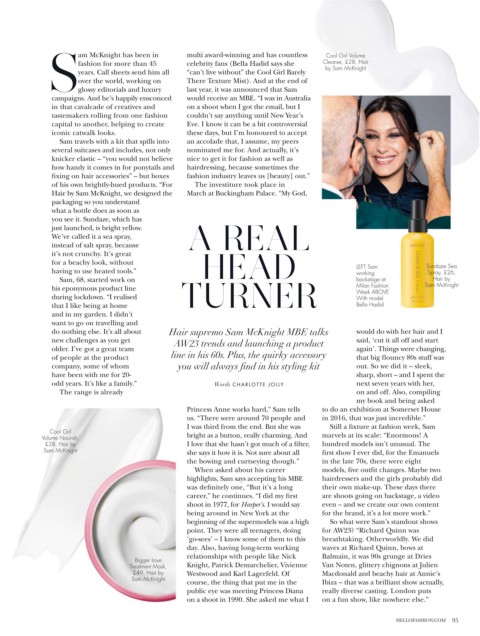 Sam McKnight has been in
fashion for more than 45
years. Call sheets send him all
over the world, working on
glossy editorials and luxury
campaigns. And he's happily ensconced
in that cavalcade of creatives and
tastemakers rolling from one fashion
capital to another, helping to create
iconic catwalk looks.
Sam travels with a kit that spills into
several suitcases and includes, not only
knicker elastic – "you would not believe
how handy it comes in for ponytails and
fixing on hair accessories" – but boxes
of his own brightly-hued products. "For
Hair by Sam McKnight, we designed the
packaging so you understand
what a bottle does as soon as
you see it. Sundaze, which has
just launched, is bright yellow.
We've called it a sea spray,
instead of salt spray, because
it's not crunchy. It's great
for a beachy look, without
having to use heated tools."
Sam, 68, started work on
his eponymous product line
during lockdown. "I realised
that I like being at home
and in my garden. I didn't
want to go on travelling and
do nothing else. It's all about
new challenges as you get
older. I've got a great team
of people at the product
company, some of whom
have been with me for 20-
odd years. It's like a family."
The range is already
multi award-winning and has countless
celebrity fans (Bella Hadid says she
"can't live without" the Cool Girl Barely
There Texture Mist). And at the end of
last year, it was announced that Sam
would receive an MBE. "I was in Australia
on a shoot when I got the email, but I
couldn't say anything until New Year's
Eve. I know it can be a bit controversial
these days, but I'm honoured to accept
an accolade that, I assume, my peers
nominated me for. And actually, it's
nice to get it for fashion as well as
hairdressing, because sometimes the
fashion industry leaves us [beauty] out."
The investiture took place in
March at Buckingham Palace. "My God,
A REAL
HEAD
TURNER
Hair supremo Sam McKnight MBE talks
AW23 trends and launching a product
line in his 60s. Plus, the quirky accessory
you will always find in his styling kit
Words CHARLOTTE JOLLY
Princess Anne works hard," Sam tells
us. "There were around 70 people and
I was third from the end. But she was
bright as a button, really charming. And
I love that she hasn't got much of a filter,
she says it how it is. Not sure about all
the bowing and curtseying though."
When asked about his career
highlights, Sam says accepting his MBE
was definitely one, "But it's a long
career," he continues. "I did my first
shoot in 1977, for Harper's. I would say
being around in New York at the
beginning of the supermodels was a high
point. They were all teenagers, doing
'go-sees' – I know some of them to this
day. Also, having long-term working
relationships with people like Nick
Knight, Patrick Demarchelier, Vivienne
Westwood and Karl Lagerfeld. Of
course, the thing that put me in the
public eye was meeting Princess Diana
on a shoot in 1990. She asked me what I
would do with her hair and I
said, 'cut it all off and start
again'. Things were changing,
that big flouncy 80s stuff was
out. So we did it – sleek,
sharp, short – and I spent the
next seven years with her,
on and off. Also, compiling
my book and being asked
to do an exhibition at Somerset House
in 2016, that was just incredible."
Still a fixture at fashion week, Sam
marvels at its scale: "Enormous! A
hundred models isn't unusual. The
first show I ever did, for the Emanuels
in the late 70s, there were eight
models, five outfit changes. Maybe two
hairdressers and the girls probably did
their own make-up. These days there
are shoots going on backstage, a video
even – and we create our own content
for the brand, it's a lot more work."
So what were Sam's standout shows
for AW23? "Richard Quinn was
breathtaking. Otherworldly. We did
waves at Richard Quinn, bows at
Balmain, it was 90s grunge at Dries
Van Noten, glittery chignons at Julien
Macdonald and beachy hair at Annie's
Ibiza – that was a brilliant show actually,
really diverse casting. London puts
on a fun show, like nowhere else."
Cool Girl Volume
Cleanse, £28, Hair
by Sam McKnight
LEFT Sam
working
backstage at
Milan Fashion
Week ABOVE
With model
Bella Hadid
Sundaze Sea
Spray, £26,
Hair by
Sam McKnight
Cool Girl
Volume Nourish,
£28, Hair by
Sam McKnight
Bigger Love
Treatment Mask,
£49, Hair by
Sam McKnight
HELLOFASHION.COM 95